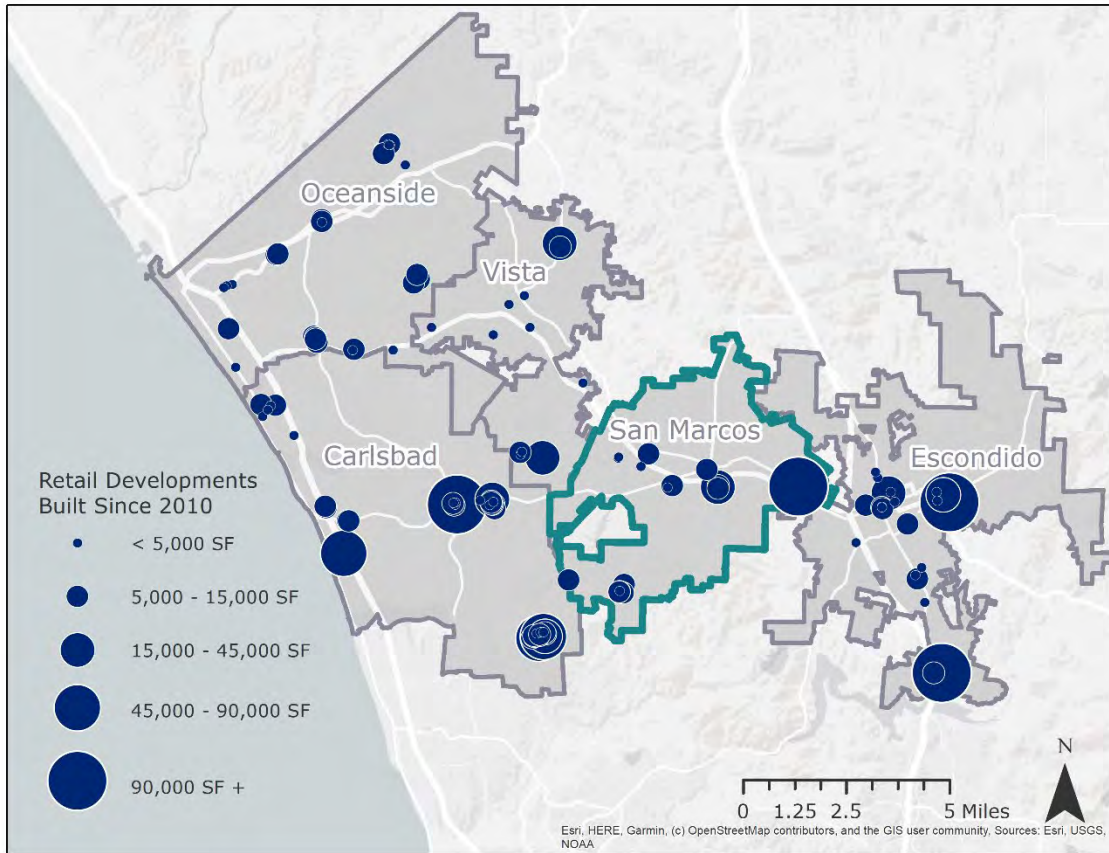 Oceanside
Vista
San Marcos
Carlsbad
Escondido
Retail Developments
Built Since 2010
< 5,000 SF
5,000 - 15,000 SF
15,000 - 45,000 SF
45,000 - 90,000 SF
90,000 SF +
N
0 1.25 2.5 5 Miles
Esri, HERE, Garmin, (c) OpenStreetMap contributors, and the GIS user community, Sources: Esri, USGS,
NOAA